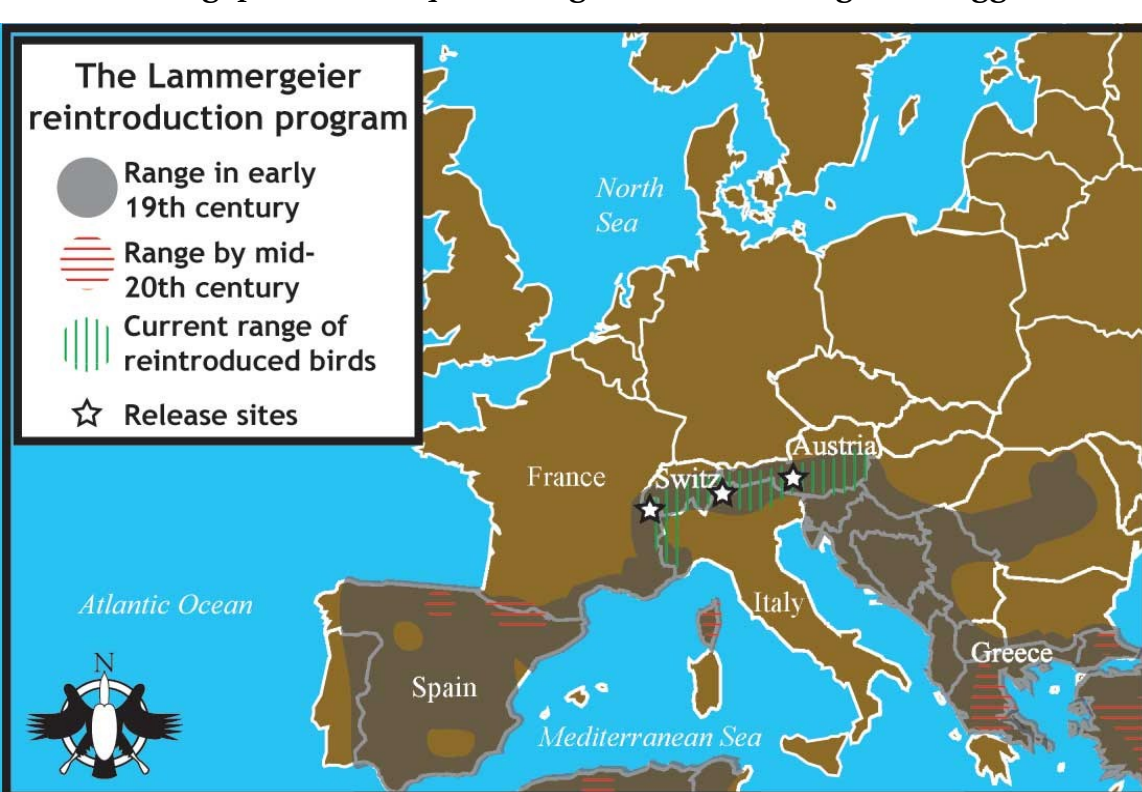 The Lammergeier
reintroduction program
Range in early
19th century
Range by mid-
20th century
Current range of
reintroduced birds
Release sites
North
Sea
Austria
France
Switz
Atlantic Ocean
Italy
N
Greece
Spain
Mediterranean Sea